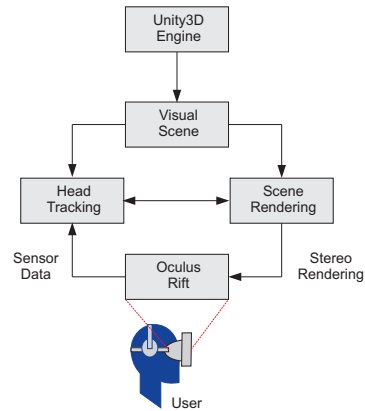 Unity3D
Engine
Visual
Scene
Head
Tracking
Scene
Rendering
Sensor
Data
Oculus
Rift
Stereo
Rendering
User